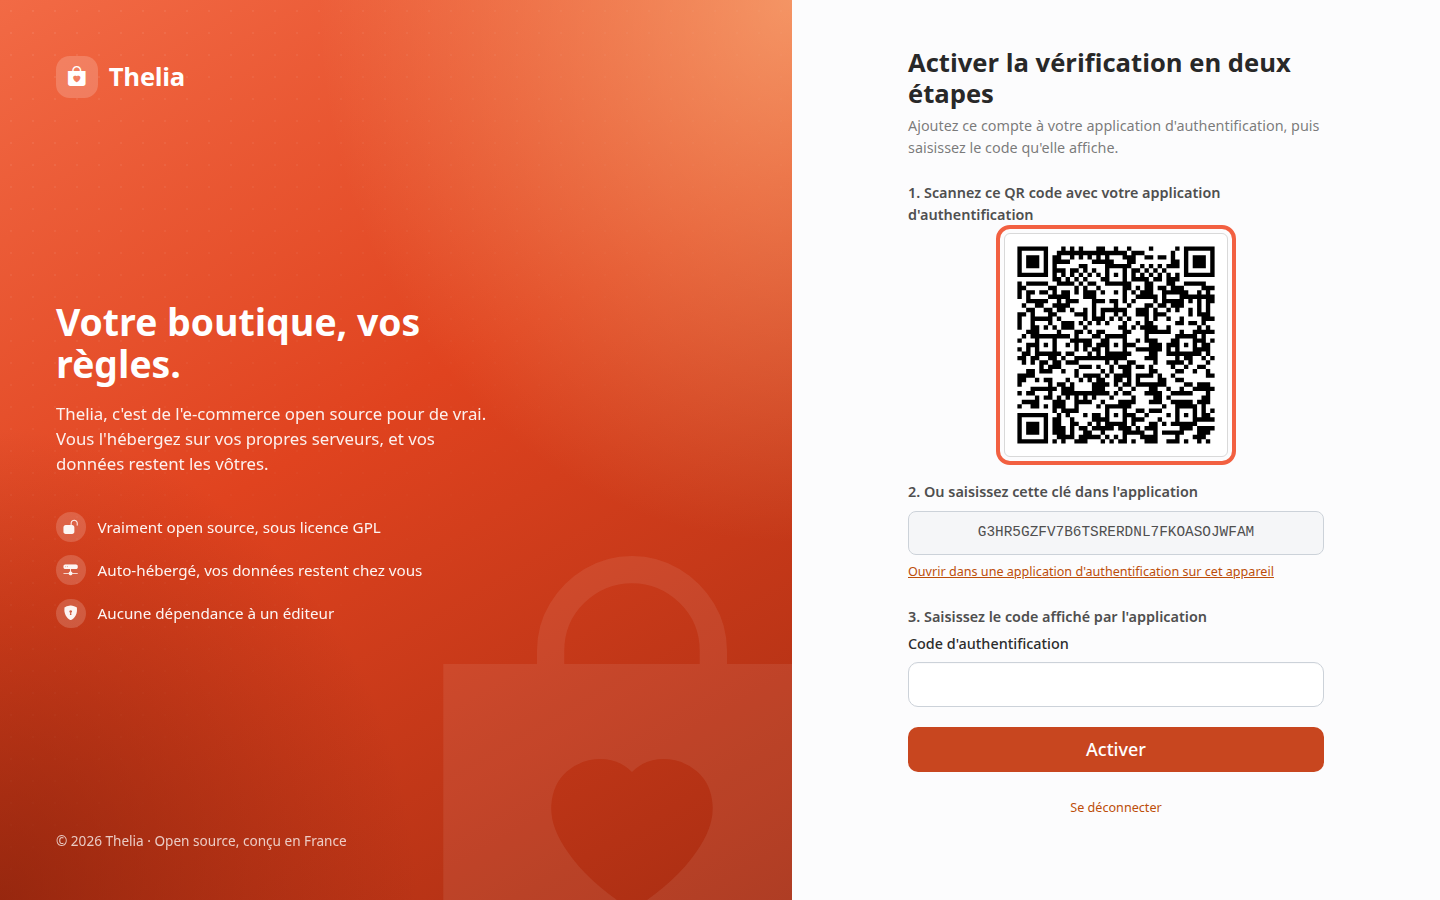 Thelia
Votre boutique, vos
règles.
Thelia, c'est de l'e-commerce open source pour de vrai.
Vous l'hébergez sur vos propres serveurs, et vos
données restent les vôtres.
Vraiment open source, sous licence GPL
Auto-hébergé, vos données restent chez vous
Aucune dépendance à un éditeur
© 2026 Thelia · Open source, conçu en France
Activer la vérification en deux
étapes
Ajoutez ce compte à votre application d'authentification, puis
saisissez le code qu'elle affiche.
1. Scannez ce QR code avec votre application
d'authentification
2. Ou saisissez cette clé dans l'application
G3HR5GZFV7B6TSRERDNL7FKOASOJWFAM
Ouvrir dans une application d'authentification sur cet appareil
3. Saisissez le code affiché par l'application
Code d'authentification
Activer
Se déconnecter